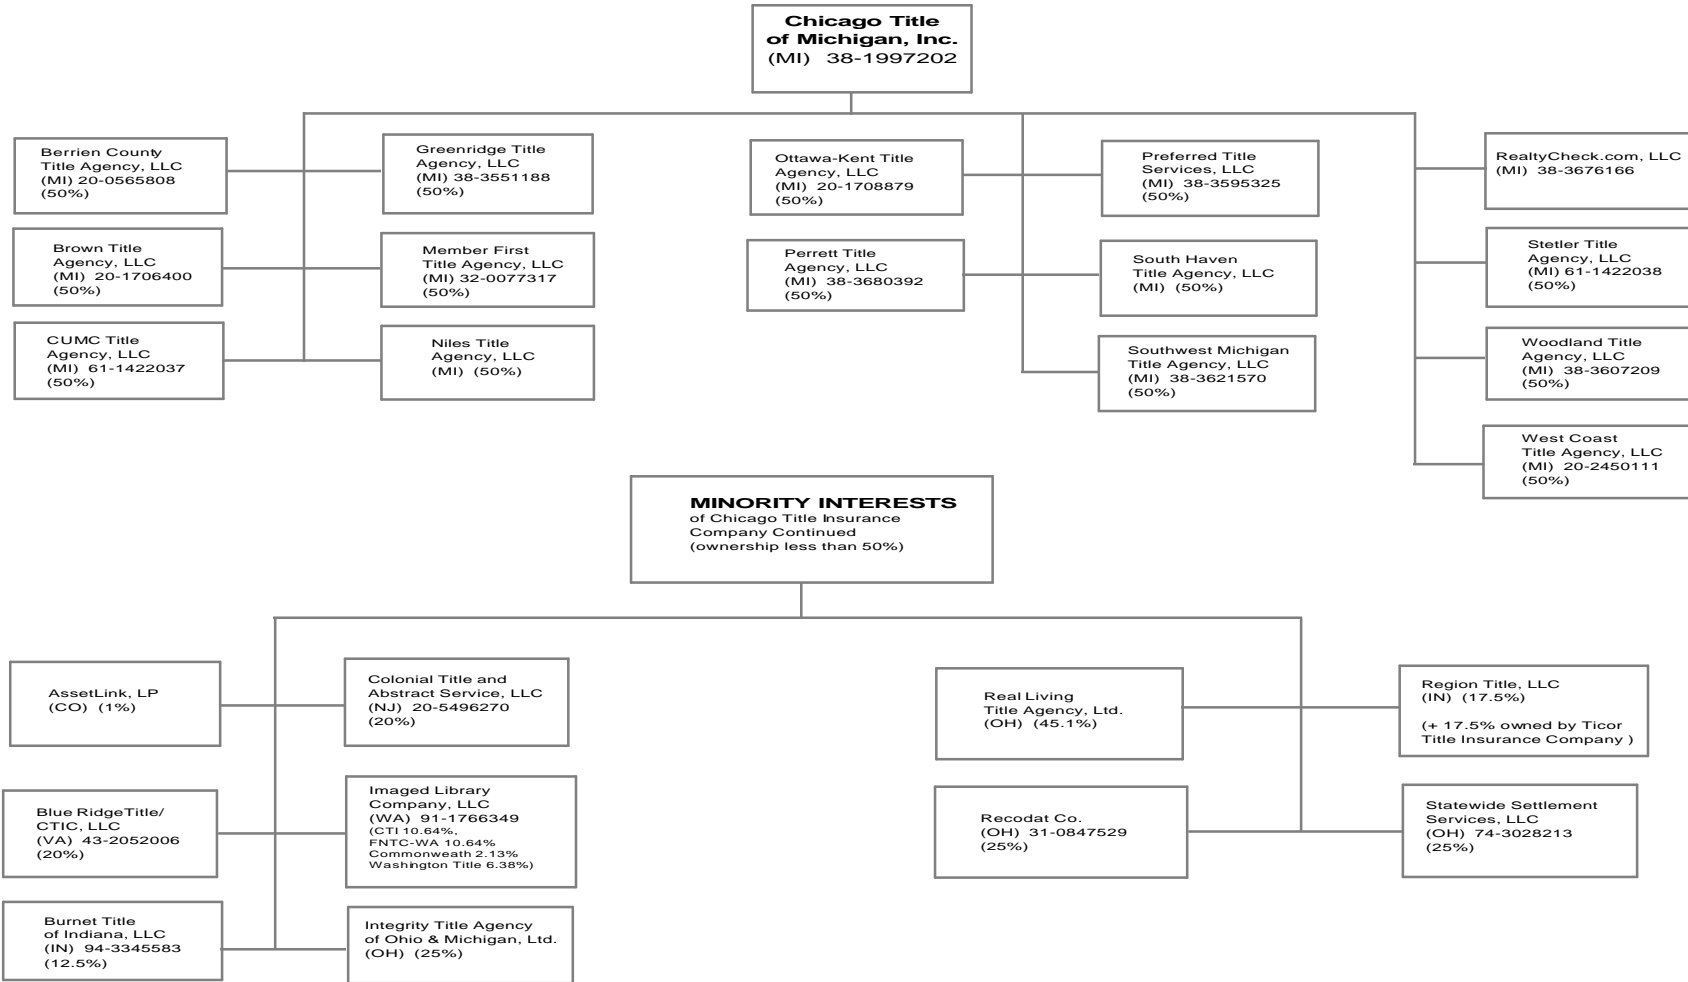 Chicago Title
of Michigan, Inc.
(MI) 38-1997202
Berrien County
Title Agency, LLC
(MI) 20-0565808
(50%)
Greenridge Title
Agency, LLC
(MI) 38-3551188
(50%)
Ottawa-Kent Title
Agency, LLC
(MI) 20-1708879
(50%)
Preferred Title
Services, LLC
(MI) 38-3595325
(50%)
RealtyCheck.com, LLC
(MI) 38-3676166
Brown Title
Agency, LLC
(MI) 20-1706400
(50%)
Member First
Title Agency, LLC
(MI) 32-0077317
(50%)
Perrett Title
Agency, LLC
(MI) 38-3680392
(50%)
South Haven
Title Agency, LLC
(MI) (50%)
Stetler Title
Agency, LLC
(MI) 61-1422038
(50%)
CUMC Title
Agency, LLC
(MI) 61-1422037
(50%)
Niles Title
Agency, LLC
(MI) (50%)
Southwest Michigan
Title Agency, LLC
(MI) 38-3621570
(50%)
Woodland Title
Agency, LLC
(MI) 38-3607209
(50%)
West Coast
Title Agency, LLC
(MI) 20-2450111
(50%)
MINORITY INTERESTS
of Chicago Title Insurance
Company Continued
(ownership less than 50%)
AssetLink, LP
(CO) (1%)
Colonial Title and
Abstract Service, LLC
(NJ) 20-5496270
(20%)
Real Living
Title Agency, Ltd.
(OH) (45.1%)
Region Title, LLC
(IN) (17.5%)
(+ 17.5% owned by Ticor
Title Insurance Company )
Blue RidgeTitle/
CTIC, LLC
(VA) 43-2052006
(20%)
Imaged Library
Company, LLC
(WA) 91-1766349
(CTI 10.64%,
FNTC-WA 10.64%
Commonweath 2.13%
Washington Title 6.38%)
Recodat Co.
(OH) 31-0847529
(25%)
Statewide Settlement
Services, LLC
(OH) 74-3028213
(25%)
Burnet Title
of Indiana, LLC
(IN) 94-3345583
(12.5%)
Integrity Title Agency
of Ohio & Michigan, Ltd.
(OH) (25%)